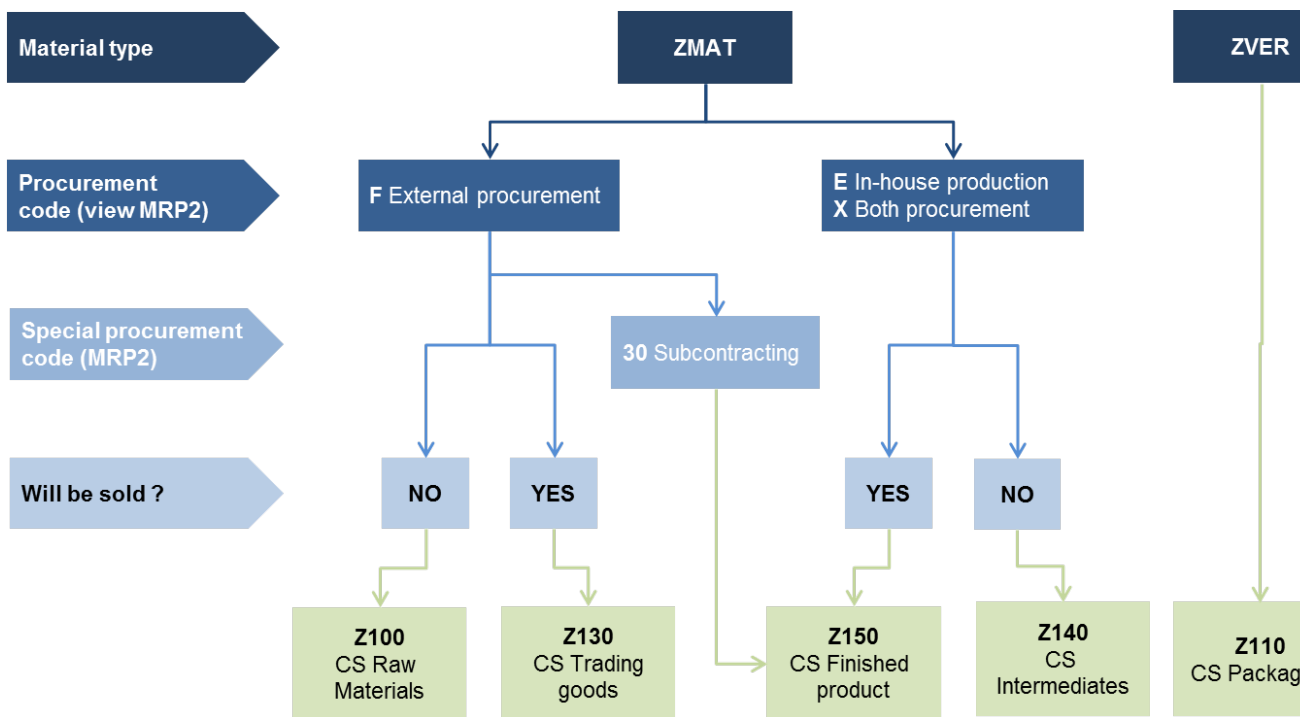 Material type
ZMAT
ZVER
Procurement
code (view MRP2)
F External procurement
E In-house production
X Both procurement
Special procurement
code (MRP2)
30 Subcontracting
Will be sold ?
NO
YES
YES
NO
Z100
CS Raw
Materials
Z130
CS Trading
goods
Z150
CS Finished
product
Z140
CS
Intermediates
Z110
CS Packag